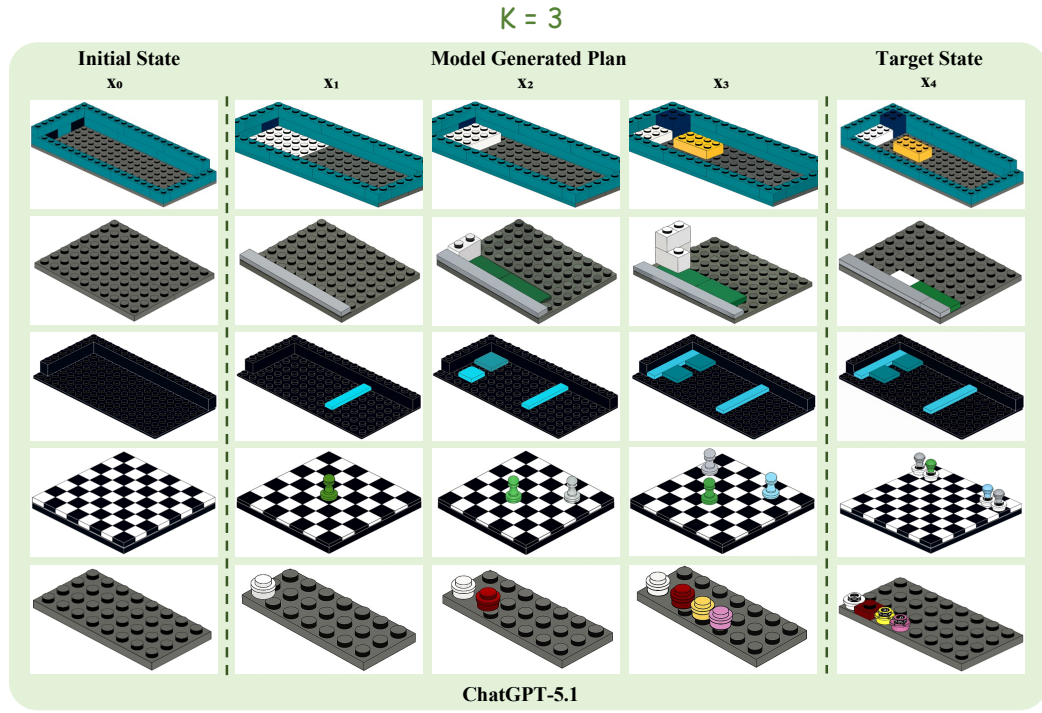 K = 3
Initial State Model Generated Plan Target State
x₀ x₁ x₂ x₃ x₄
ChatGPT-5.1